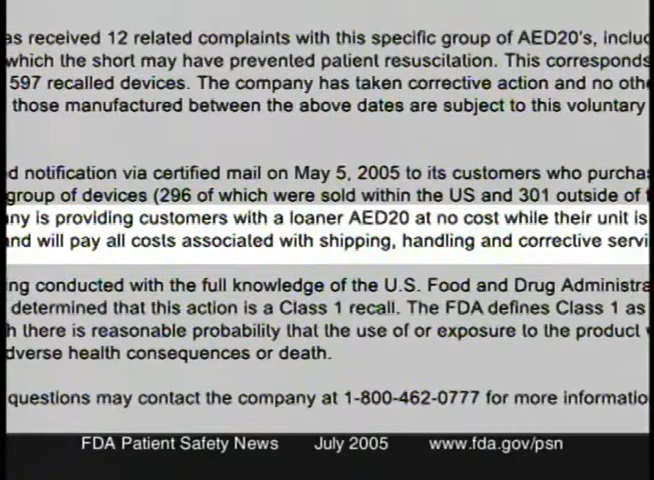 as received 12 related complaints with this specific group of AED20's, includ
which the short may have prevented patient resuscitation. This corresponds
597 recalled devices. The company has taken corrective action and no oth
those manufactured between the above dates are subject to this voluntary
d notification via certified mail on May 5, 2005 to its customers who purcha
group of devices (296 of which were sold within the US and 301 outside of
ny is providing customers with a loaner AED20 at no cost while their unit is
nd will pay all costs associated with shipping, handling and corrective servi
ng conducted with the full knowledge of the U.S. Food and Drug Administra
determined that this action is a Class 1 recall. The FDA defines Class 1 as
h there is reasonable probability that the use of or exposure to the product
dverse health consequences or death.
questions may contact the company at 1-800-462-0777 for more informatio
FDA Patient Safety News July 2005 www.fda.gov/psn